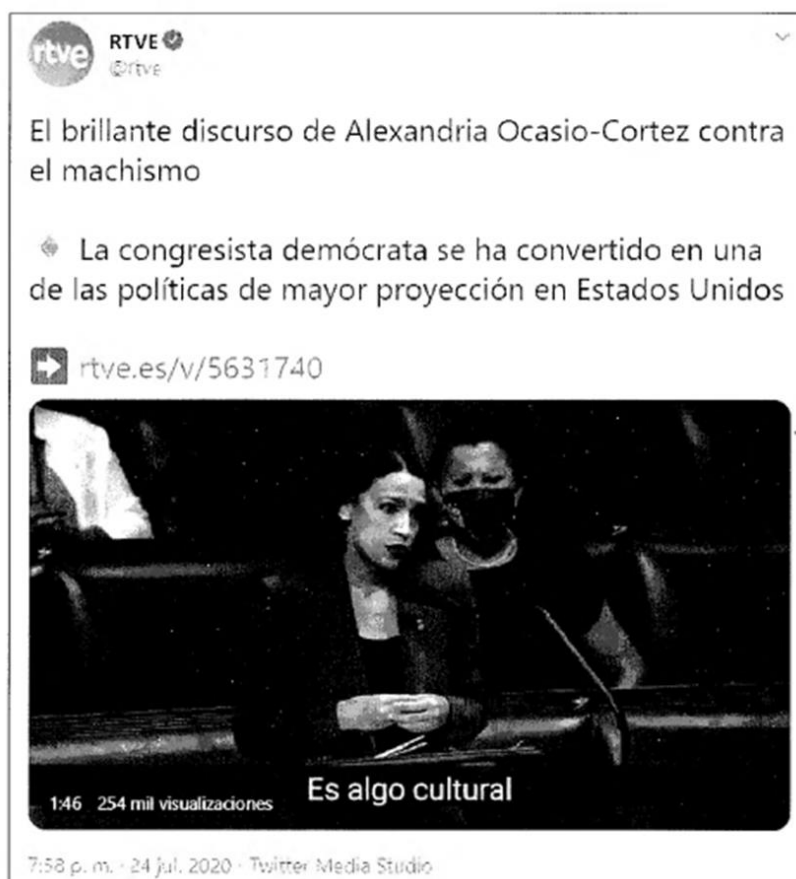 rtve
RTVE
@rtve
El brillante discurso de Alexandria Ocasio-Cortez contra
el machismo
La congresista demócrata se ha convertido en una
de las políticas de mayor proyección en Estados Unidos
rtve.es/v/5631740
Es algo cultural
1:46 254 mil visualizaciones
7:58 p. m. · 24 jul. 2020 · Twitter Media Studio